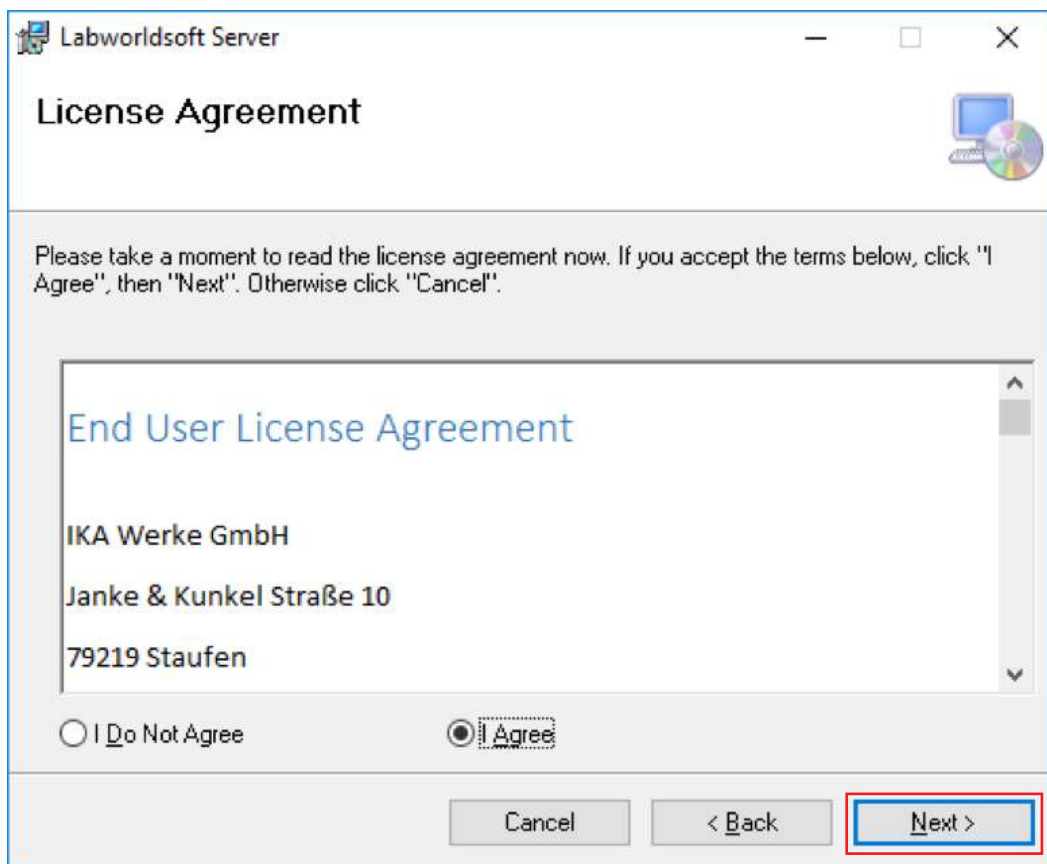 Labworldsoft Server
License Agreement
Please take a moment to read the license agreement now. If you accept the terms below, click "I
Agree", then "Next". Otherwise click "Cancel".
End User License Agreement
IKA Werke GmbH
Janke & Kunkel Straße 10
79219 Staufen
I Do Not Agree
I Agree
Cancel
< Back
Next >